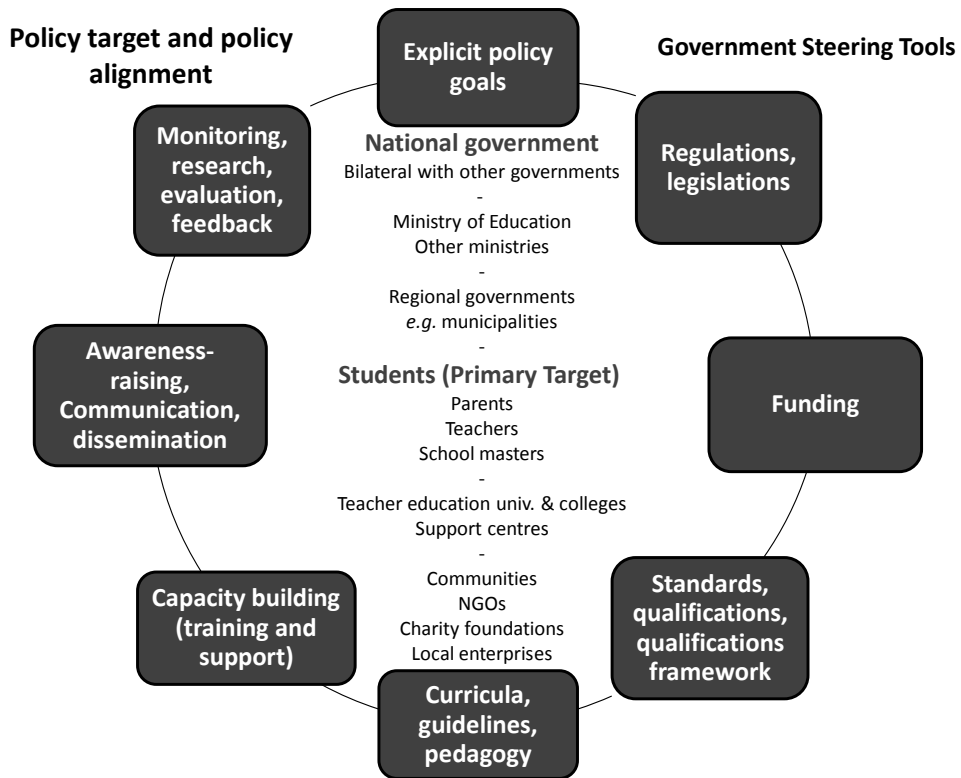 Policy target and policy
alignment
Government Steering Tools
Explicit policy
goals
Regulations,
legislations
Funding
Standards,
qualifications,
qualifications
framework
Curricula,
guidelines,
pedagogy
Capacity building
(training and
support)
Awareness-
raising,
Communication,
dissemination
Monitoring,
research,
evaluation,
feedback
National government
Bilateral with other governments
-
Ministry of Education
Other ministries
-
Regional governments
e.g. municipalities
-
Students (Primary Target)
Parents
Teachers
School masters
-
Teacher education univ. & colleges
Support centres
-
Communities
NGOs
Charity foundations
Local enterprises